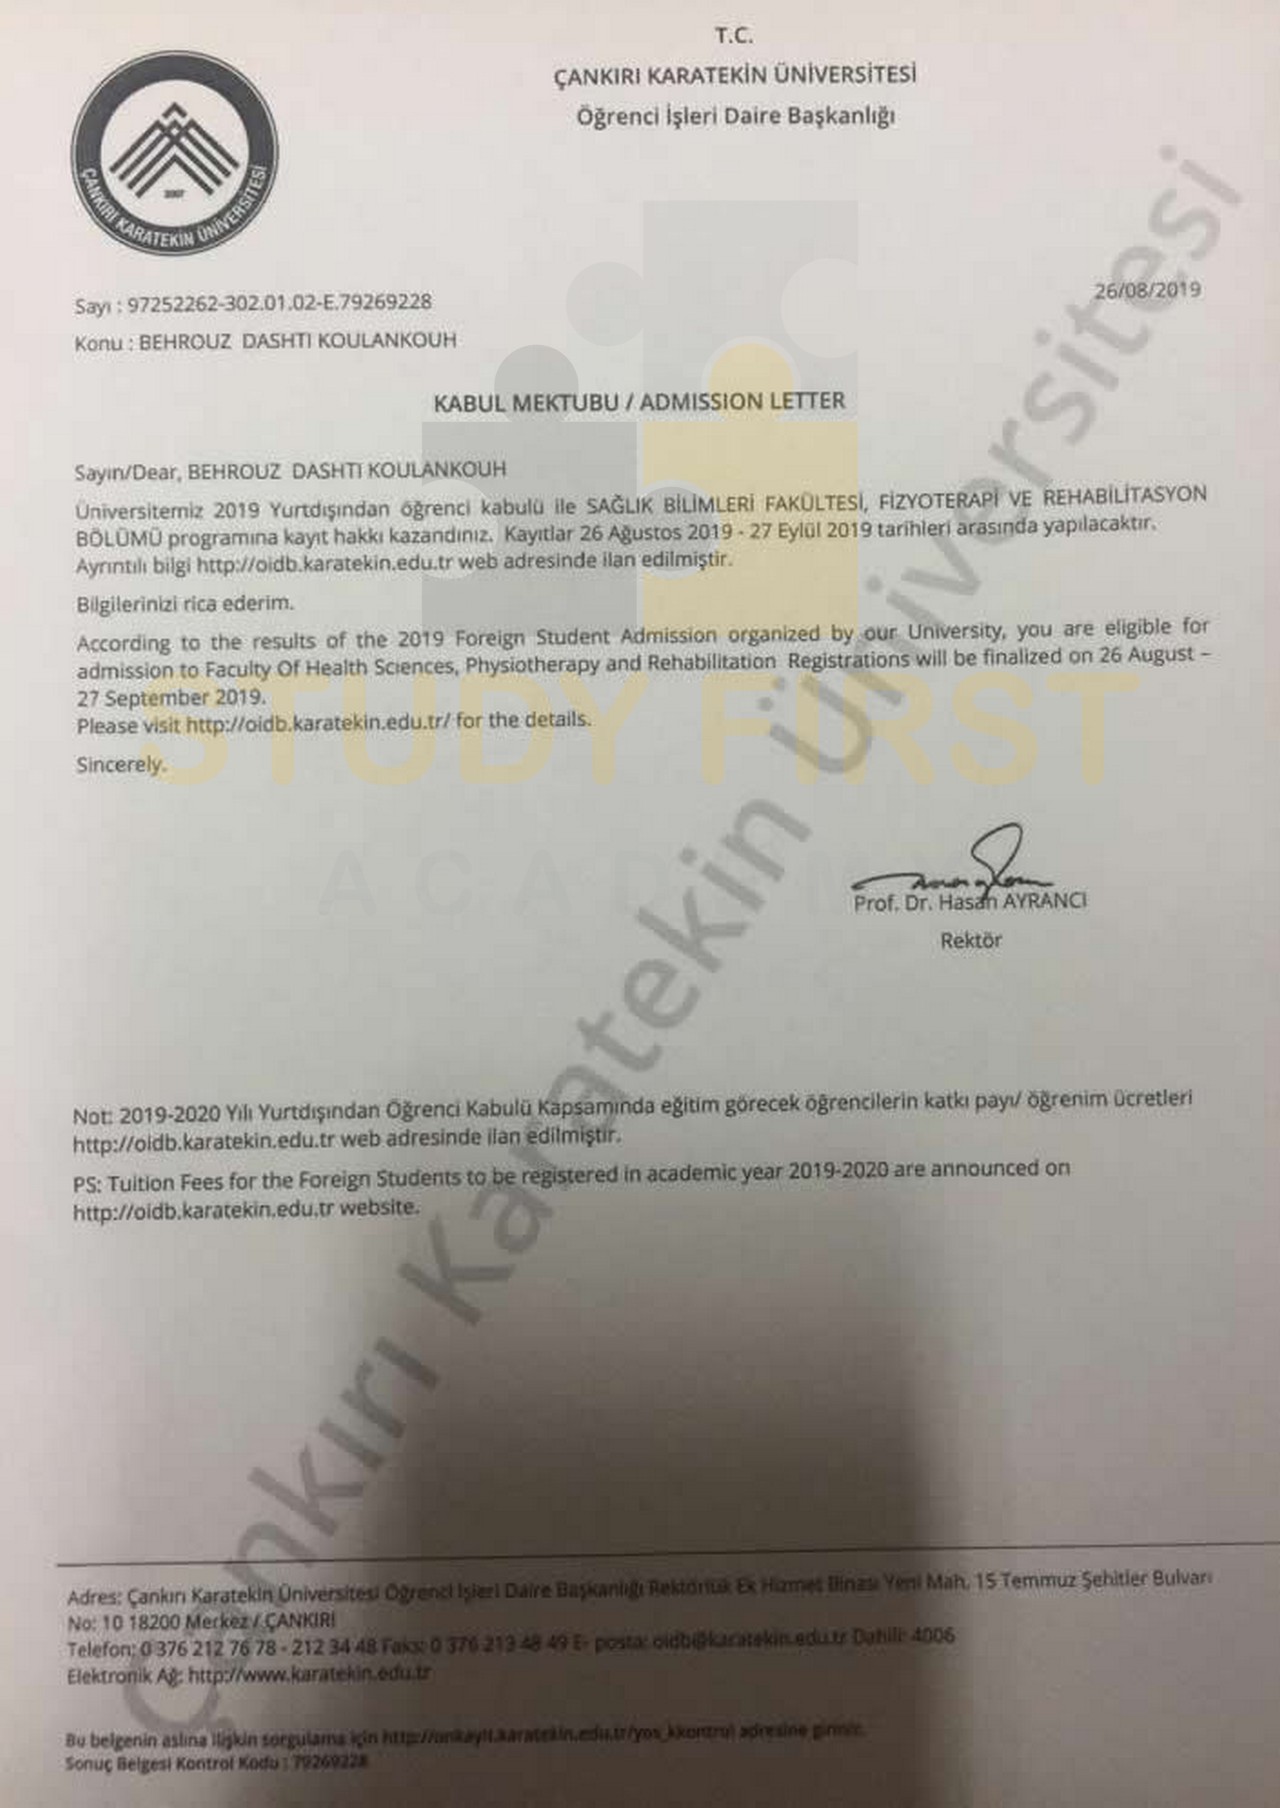 T.C.
ÇANKIRI KARATEKİN ÜNİVERSİTESİ
Öğrenci İşleri Daire Başkanlığı
2007
ÇANKIRI KARATEKİN ÜNİVERSİTESİ
26/08/2019
Sayı : 97252262-302.01.02-E.79269228
Konu : BEHROUZ DASHTI KOULANKOUH
KABUL MEKTUBU / ADMISSION LETTER
Sayın/Dear, BEHROUZ DASHTI KOULANKOUH
Üniversitemiz 2019 Yurtdışından öğrenci kabulü ile SAĞLIK BİLİMLERİ FAKÜLTESİ, FİZYOTERAPİ VE REHABİLİTASYON
BÖLÜMÜ programına kayıt hakkı kazandınız. Kayıtlar 26 Ağustos 2019 - 27 Eylül 2019 tarihleri arasında yapılacaktır.
Ayrıntılı bilgi http://oidb.karatekin.edu.tr web adresinde ilan edilmiştir.
Bilgilerinizi rica ederim.
According to the results of the 2019 Foreign Student Admission organized by our University, you are eligible for
admission to Faculty Of Health Sciences, Physiotherapy and Rehabilitation Registrations will be finalized on 26 August –
27 September 2019.
Please visit http://oidb.karatekin.edu.tr/ for the details.
Sincerely.
STUDY FIRST
ACADEMY
Prof. Dr. Hasan AYRANCI
Rektör
Çankırı Karatekin Üniversitesi
Not: 2019-2020 Yılı Yurtdışından Öğrenci Kabulü Kapsamında eğitim görecek öğrencilerin katkı payı/ öğrenim ücretleri
http://oidb.karatekin.edu.tr web adresinde ilan edilmiştir.
PS: Tuition Fees for the Foreign Students to be registered in academic year 2019-2020 are announced on
http://oidb.karatekin.edu.tr website.
Adres: Çankırı Karatekin Üniversitesi Öğrenci İşleri Daire Başkanlığı Rektörlük Ek Hizmet Binası Yeni Mah. 15 Temmuz Şehitler Bulvarı
No: 10 18200 Merkez / ÇANKIRI
Telefon: 0 376 212 76 78 - 212 34 48 Faks: 0 376 213 48 49 E- posta: oidb@karatekin.edu.tr Dahili: 4006
Elektronik Ağ: http://www.karatekin.edu.tr
Bu belgenin aslına ilişkin sorgulama için http://onkayit.karatekin.edu.tr/yos_kkontrol adresine giriniz.
Sonuç Belgesi Kontrol Kodu : 79269228